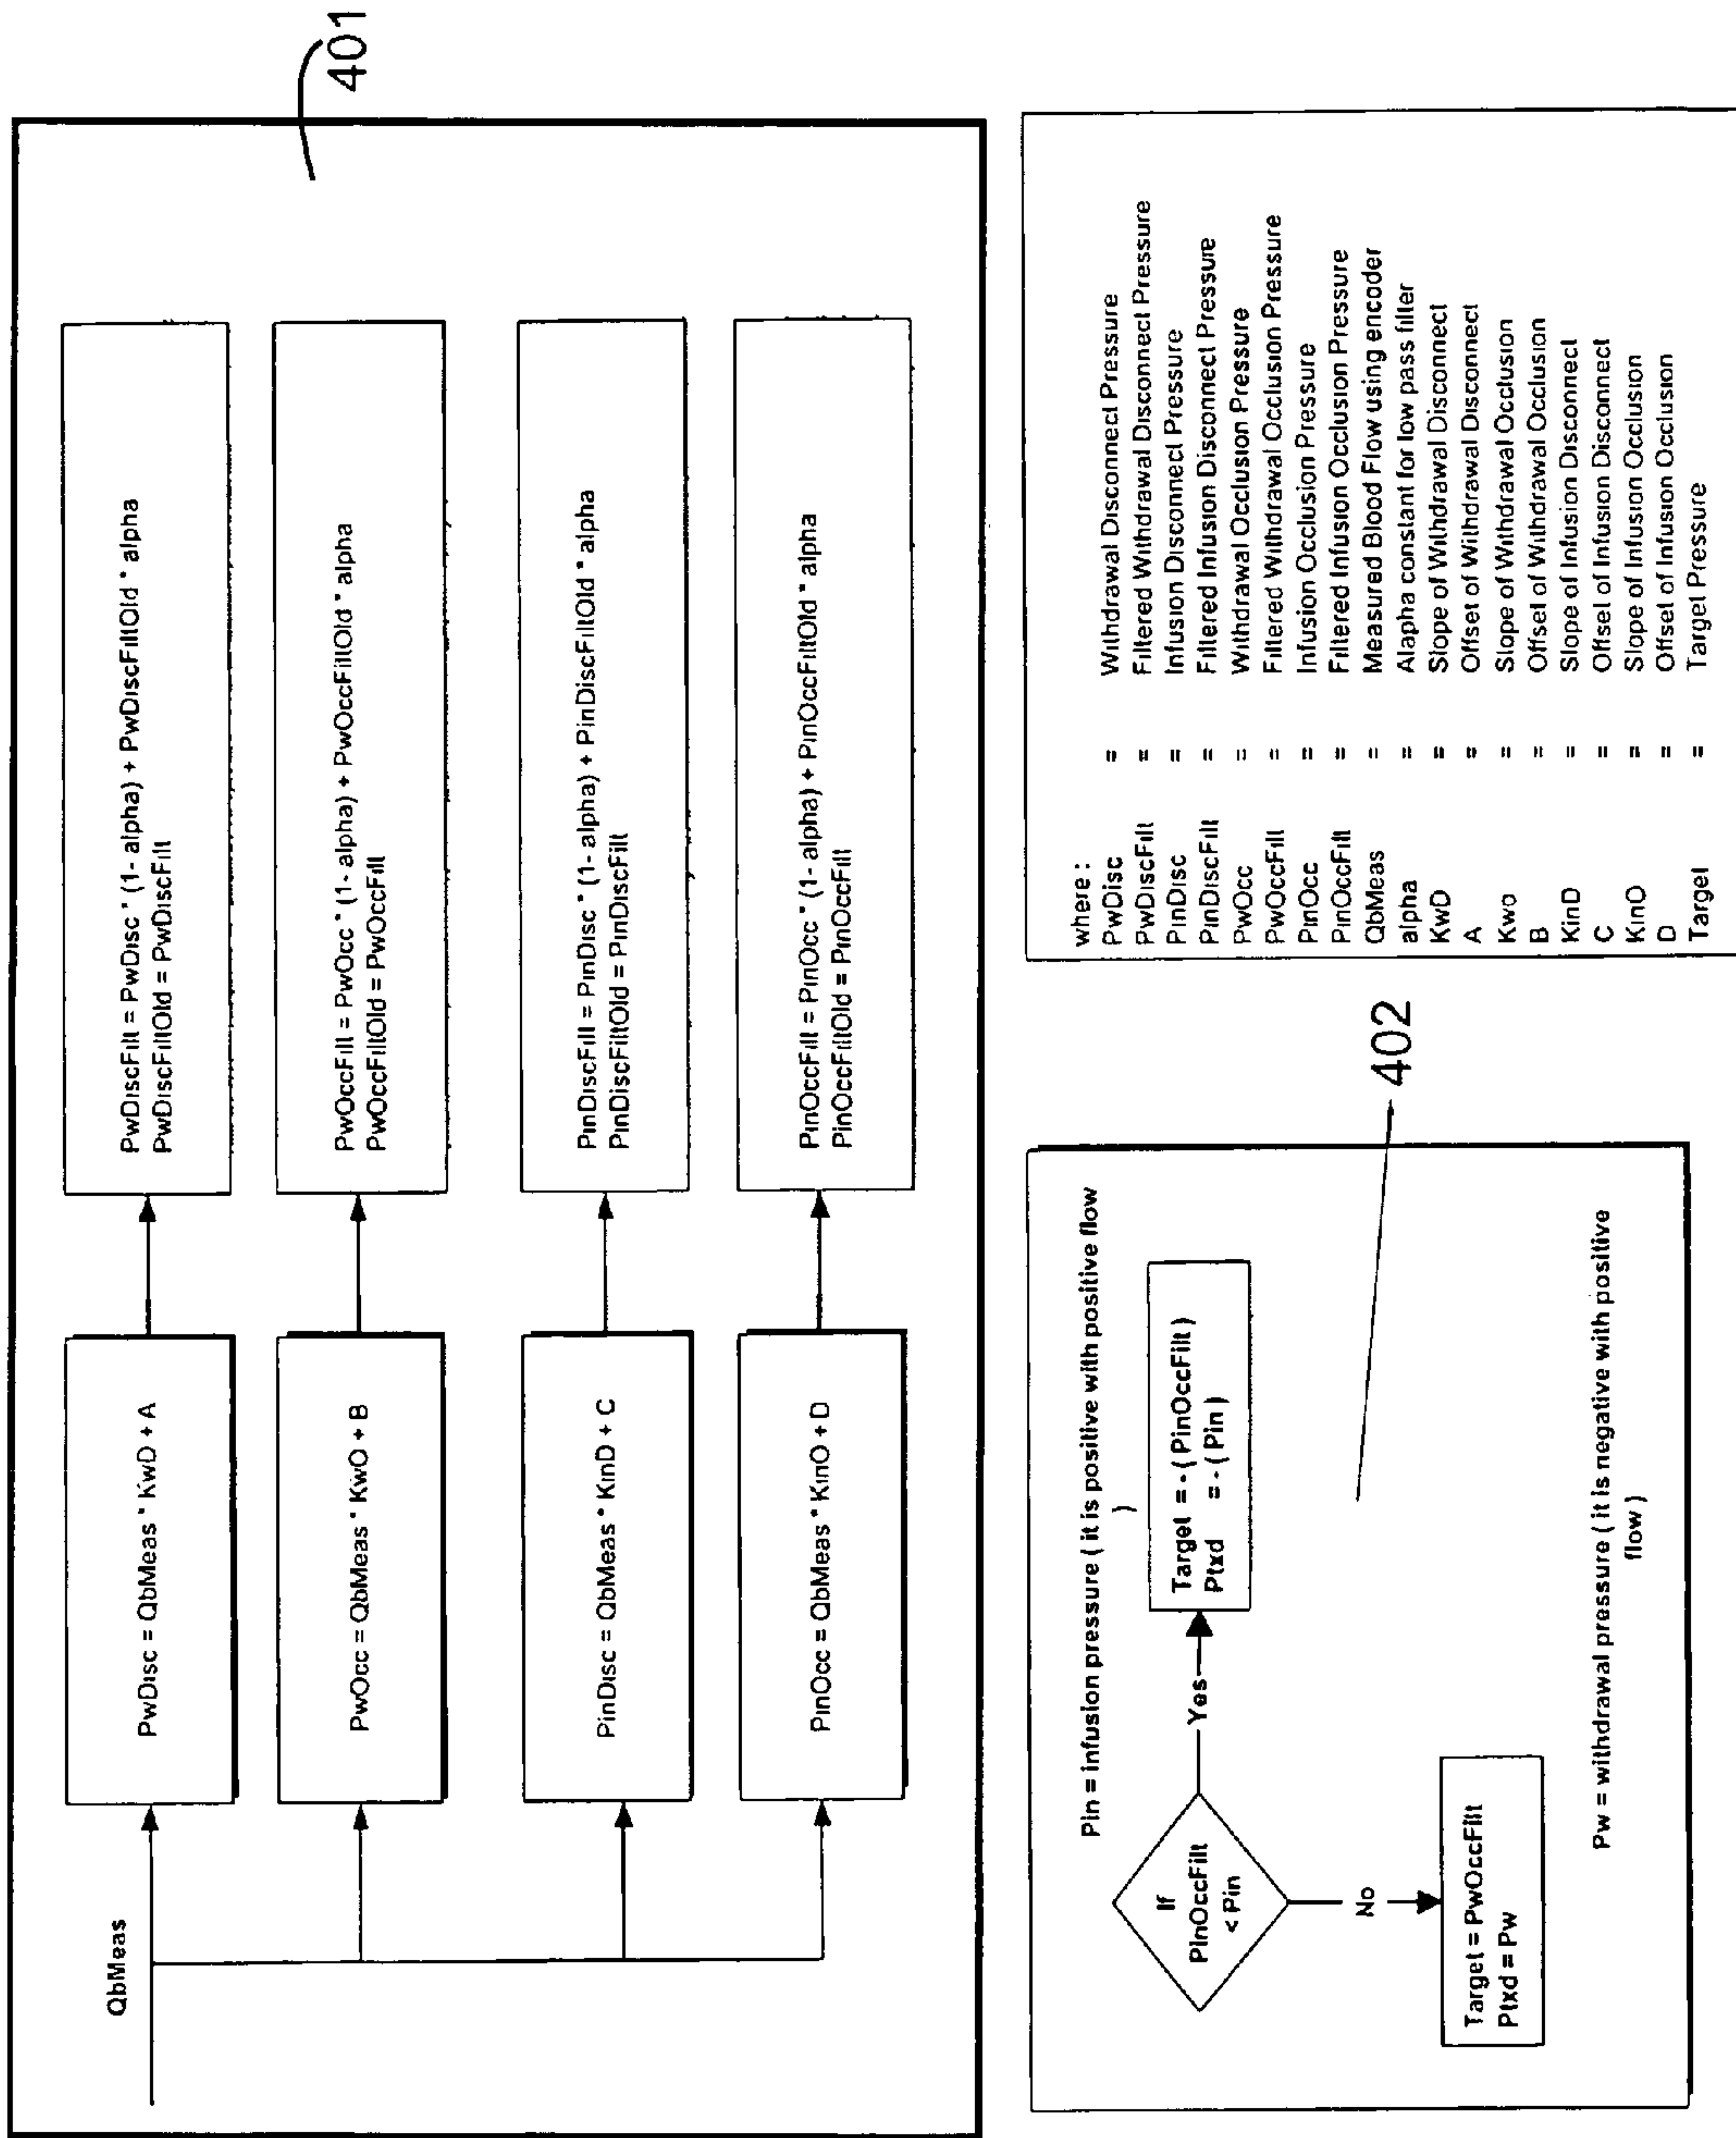 401
QbMeas
PwDisc = QbMeas * KwD + A
PwDiscFilt = PwDisc * (1- alpha) + PwDiscFiltOld * alpha
PwDiscFiltOld = PwDiscFilt
PwOcc = QbMeas * KwO + B
PwOccFilt = PwOcc * (1- alpha) + PwOccFiltOld * alpha
PwOccFiltOld = PwOccFilt
PinDisc = QbMeas * KinD + C
PinDiscFilt = PinDisc * (1- alpha) + PinDiscFiltOld * alpha
PinDiscFiltOld = PinDiscFilt
PinOcc = QbMeas * KinO + D
PinOccFilt = PinOcc * (1- alpha) + PinOccFiltOld * alpha
PinOccFiltOld = PinOccFilt
Pin = infusion pressure ( it is positive with positive flow
)
If
PinOccFilt
< Pin
Yes
Target = - ( PinOccFilt )
Ptxd = - ( Pin )
No
Target = PwOccFilt
Ptxd = Pw
Pw = withdrawal pressure ( it is negative with positive
flow )
402
where :
PwDisc = Withdrawal Disconnect Pressure
PwDiscFilt = Filtered Withdrawal Disconnect Pressure
PinDisc = Infusion Disconnect Pressure
PinDiscFilt = Filtered Infusion Disconnect Pressure
PwOcc = Withdrawal Occlusion Pressure
PwOccFilt = Filtered Withdrawal Occlusion Pressure
PinOcc = Infusion Occlusion Pressure
PinOccFilt = Filtered Infusion Occlusion Pressure
QbMeas = Measured Blood Flow using encoder
alpha = Alapha constant for low pass filter
KwD = Slope of Withdrawal Disconnect
A = Offset of Withdrawal Disconnect
Kwo = Slope of Withdrawal Occlusion
B = Offset of Withdrawal Occlusion
KinD = Slope of Infusion Disconnect
C = Offset of Infusion Disconnect
KinO = Slope of Infusion Occlusion
D = Offset of Infusion Occlusion
Target = Target Pressure